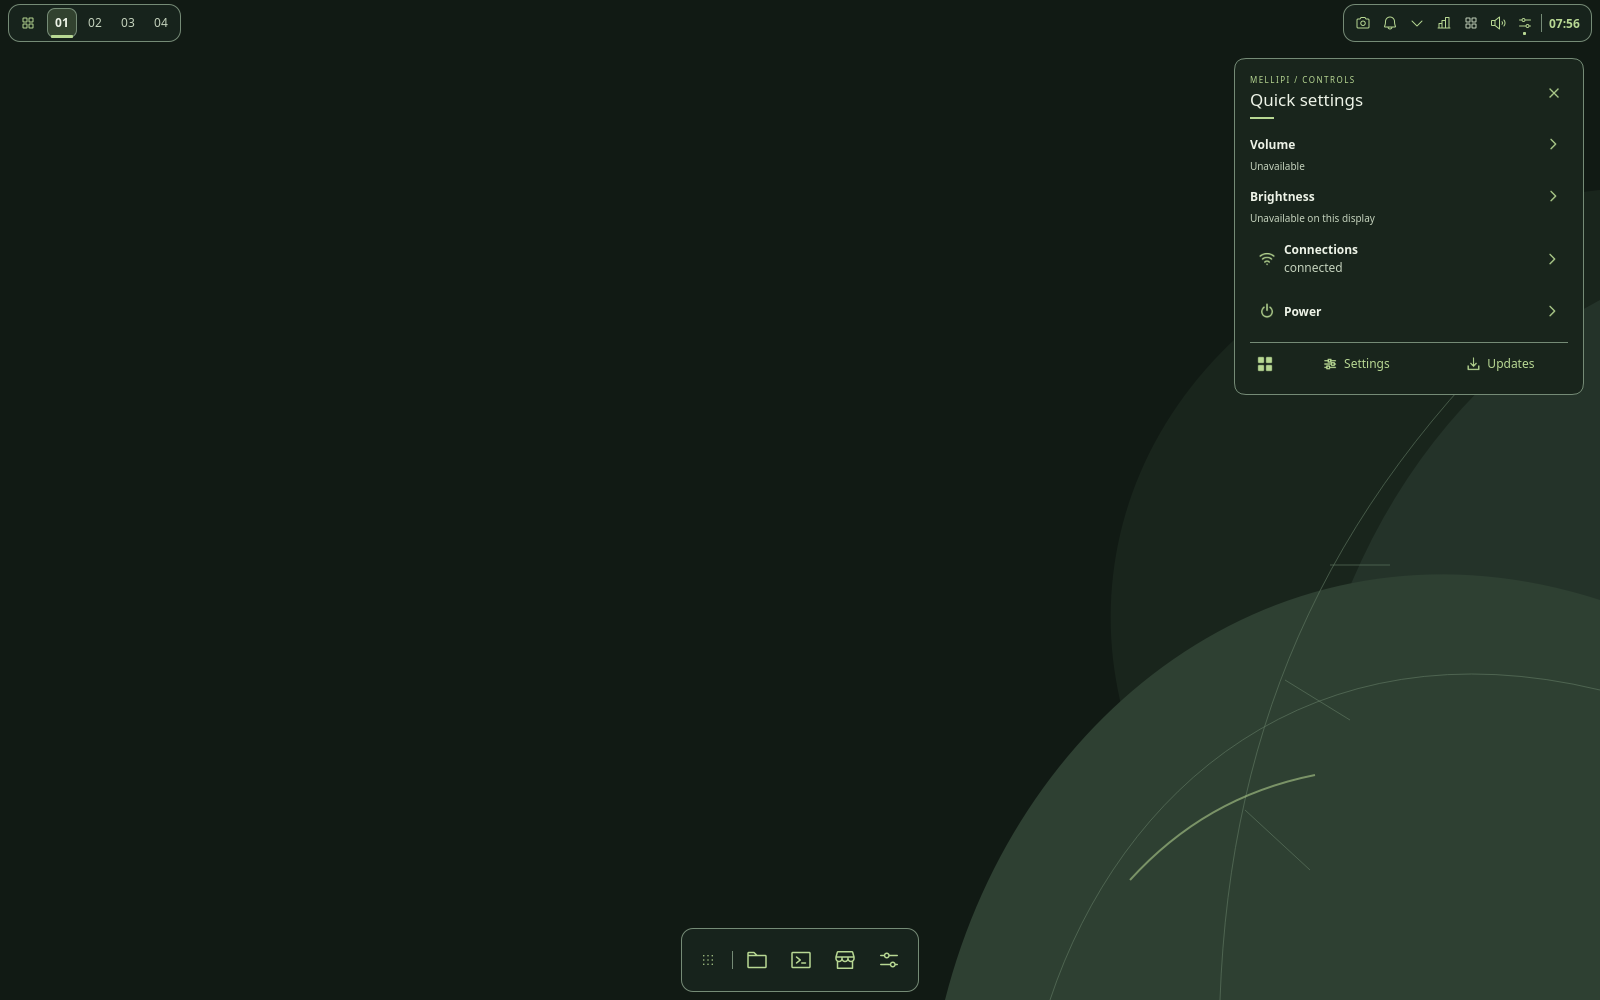 01 02 03 04
07:56
MELLIPI / CONTROLS
Quick settings
Volume
Unavailable
Brightness
Unavailable on this display
Connections
connected
Power
Settings Updates